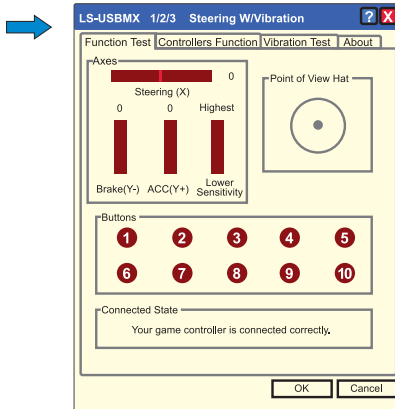 LS-USBMX 1/2/3 Steering W/Vibration ? X
Function Test Controllers Function Vibration Test About
Axes
0
Steering (X)
0 0 Highest
Brake(Y-) ACC(Y+) Lower Sensitivity
Point of View Hat
Buttons
1 2 3 4 5
6 7 8 9 10
Connected State
Your game controller is connected correctly.
OK Cancel